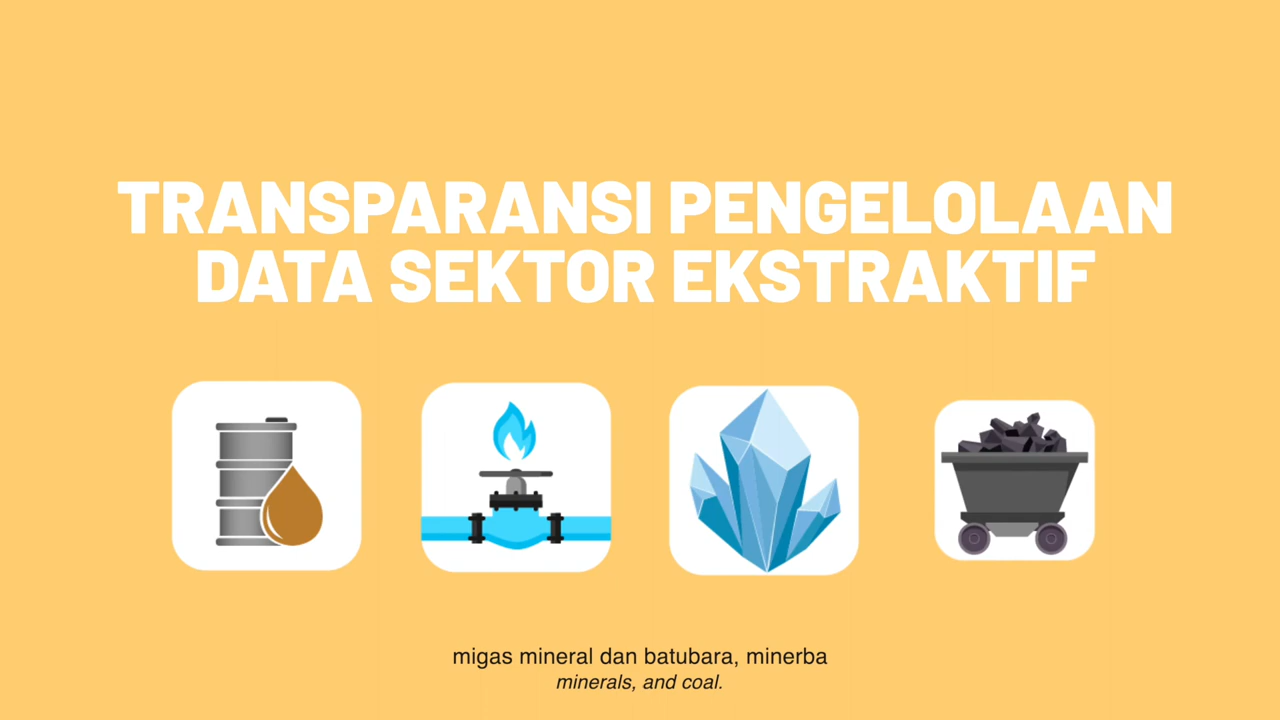 TRANSPARANSI PENGELOLAAN
DATA SEKTOR EKSTRAKTIF
migas mineral dan batubara, minerba
minerals, and coal.